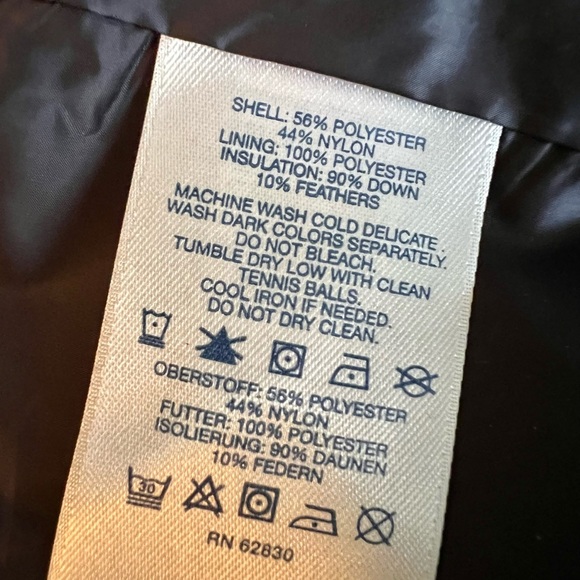 SHELL: 56% POLYESTER
44% NYLON
LINING: 100% POLYESTER
INSULATION: 90% DOWN
10% FEATHERS
MACHINE WASH COLD DELICATE.
WASH DARK COLORS SEPARATELY.
DO NOT BLEACH.
TUMBLE DRY LOW WITH CLEAN
TENNIS BALLS.
COOL IRON IF NEEDED.
DO NOT DRY CLEAN.
OBERSTOFF: 56% POLYESTER
44% NYLON
FUTTER: 100% POLYESTER
ISOLIERUNG: 90% DAUNEN
10% FEDERN
30
RN 62830